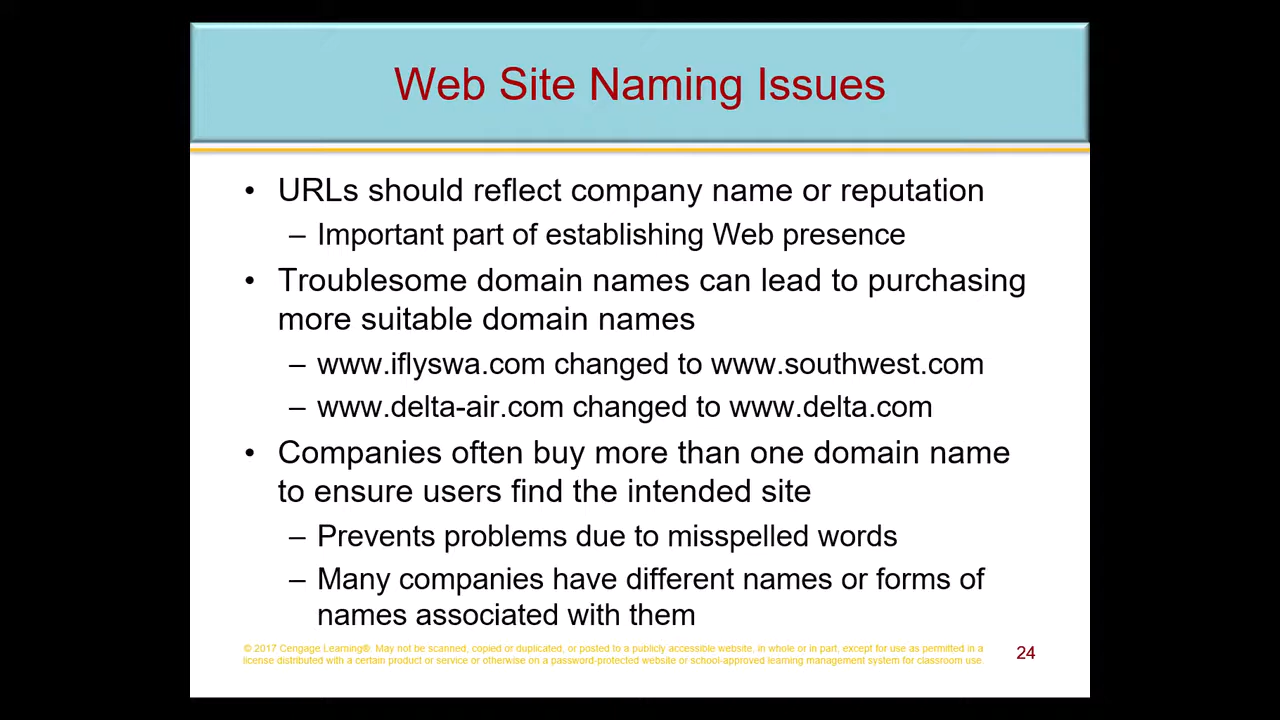 Web Site Naming Issues
• URLs should reflect company name or reputation
– Important part of establishing Web presence
• Troublesome domain names can lead to purchasing
more suitable domain names
– www.iflyswa.com changed to www.southwest.com
– www.delta-air.com changed to www.delta.com
• Companies often buy more than one domain name
to ensure users find the intended site
– Prevents problems due to misspelled words
– Many companies have different names or forms of
names associated with them
© 2017 Cengage Learning® May not be scanned, copied or duplicated, or posted to a publicly accessible website, in whole or in part, except for use as permitted in a
license distributed with a certain product or service or otherwise on a password-protected website or school-approved learning management system for classroom use.
24